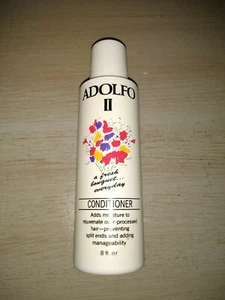 ADOLFO
II
a fresh
bouquet...
everyday
CONDITIONER
Adds moisture to
rejuvenate over-processed
hair—preventing
split ends and adding
manageability
8 fl oz